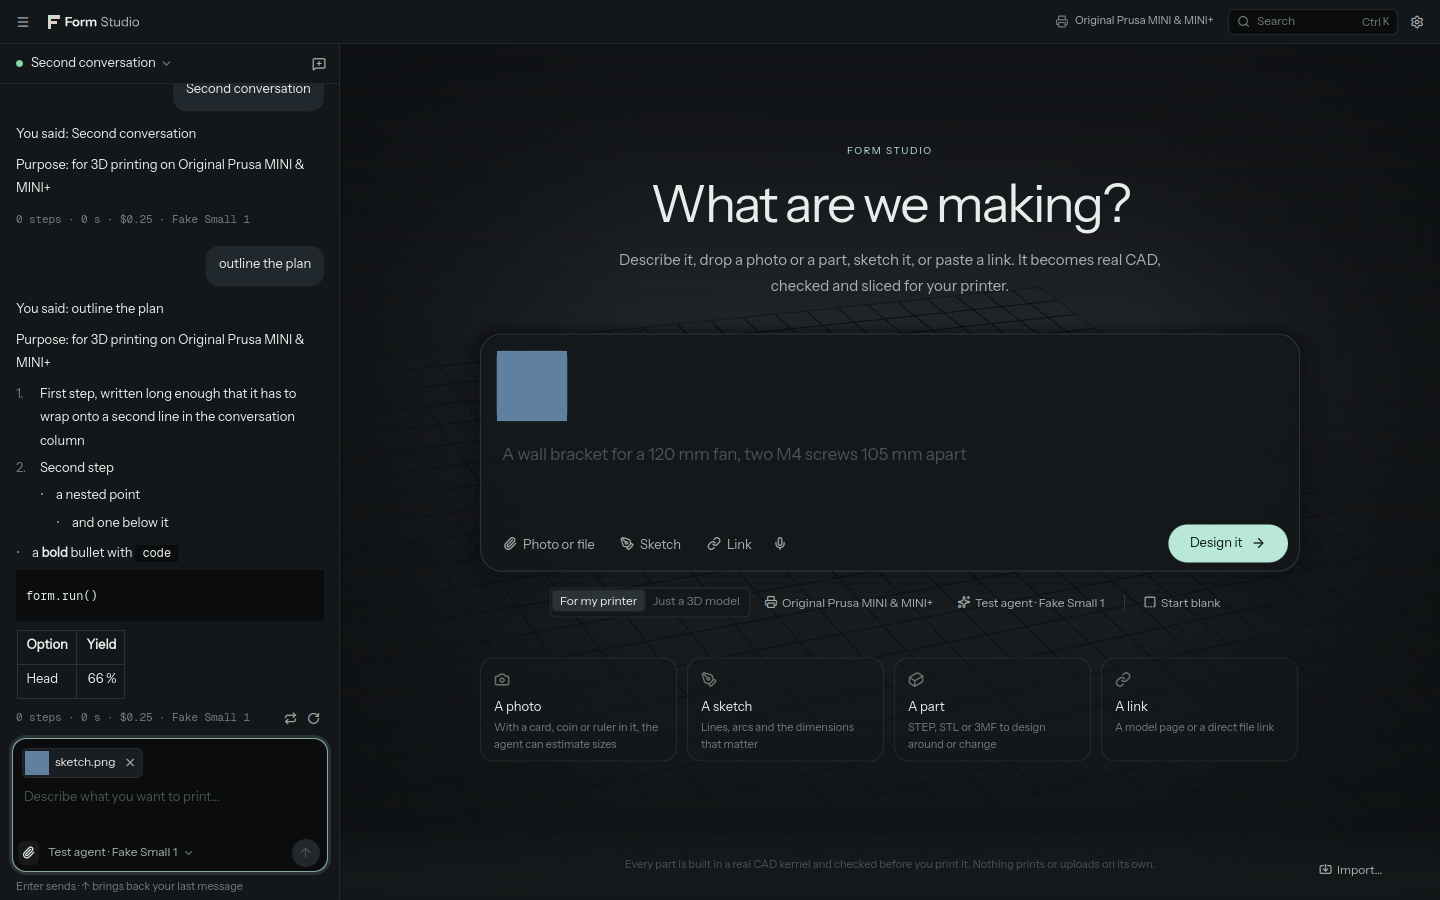 Form Studio
Original Prusa MINI & MINI+
Search
Ctrl K
Second conversation
Second conversation
You said: Second conversation
Purpose: for 3D printing on Original Prusa MINI &
MINI+
0 steps · 0 s · $0.25 · Fake Small 1
outline the plan
You said: outline the plan
Purpose: for 3D printing on Original Prusa MINI &
MINI+
1. First step, written long enough that it has to
wrap onto a second line in the conversation
column
2. Second step
· a nested point
· and one below it
· a bold bullet with code
form.run()
Option Yield
Head 66 %
0 steps · 0 s · $0.25 · Fake Small 1
sketch.png
Describe what you want to print...
Test agent · Fake Small 1
Enter sends · ↑ brings back your last message
FORM STUDIO
What are we making?
Describe it, drop a photo or a part, sketch it, or paste a link. It becomes real CAD,
checked and sliced for your printer.
A wall bracket for a 120 mm fan, two M4 screws 105 mm apart
Photo or file
Sketch
Link
Design it
For my printer
Just a 3D model
Original Prusa MINI & MINI+
Test agent · Fake Small 1
Start blank
A photo
With a card, coin or ruler in it, the
agent can estimate sizes
A sketch
Lines, arcs and the dimensions
that matter
A part
STEP, STL or 3MF to design
around or change
A link
A model page or a direct file link
Every part is built in a real CAD kernel and checked before you print it. Nothing prints or uploads on its own.
Import...